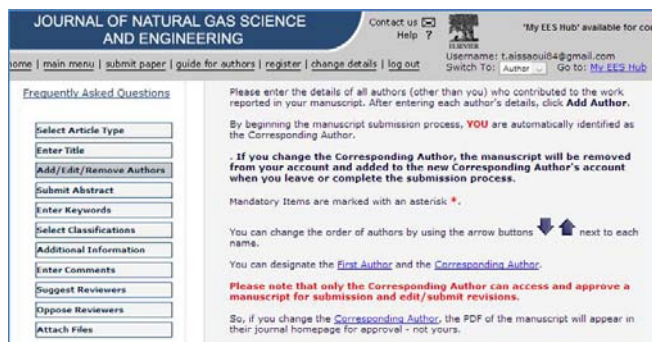 JOURNAL OF NATURAL GAS SCIENCE
AND ENGINEERING
Contact us
Help ?
ELSEVIER
"My EES Hub' available for con
ome | main menu | submit paper | guide for authors | register | change details | log out
Username: t.aissaoui84@gmail.com
Switch To: Author Go to: My EES Hub
Frequently Asked Questions
Select Article Type
Enter Title
Add/Edit/Remove Authors
Submit Abstract
Enter Keywords
Select Classifications
Additional Information
Enter Comments
Suggest Reviewers
Oppose Reviewers
Attach Files
Please enter the details of all authors (other than you) who contributed to the work
reported in your manuscript. After entering each author's details, click Add Author.
By beginning the manuscript submission process, YOU are automatically identified as
the Corresponding Author.
. If you change the Corresponding Author, the manuscript will be removed
from your account and added to the new Corresponding Author's account
when you leave or complete the submission process.
Mandatory Items are marked with an asterisk *.
You can change the order of authors by using the arrow buttons next to each
name.
You can designate the First Author and the Corresponding Author.
Please note that only the Corresponding Author can access and approve a
manuscript for submission and edit/submit revisions.
So, if you change the Corresponding Author, the PDF of the manuscript will appear in
their journal homepage for approval - not yours.